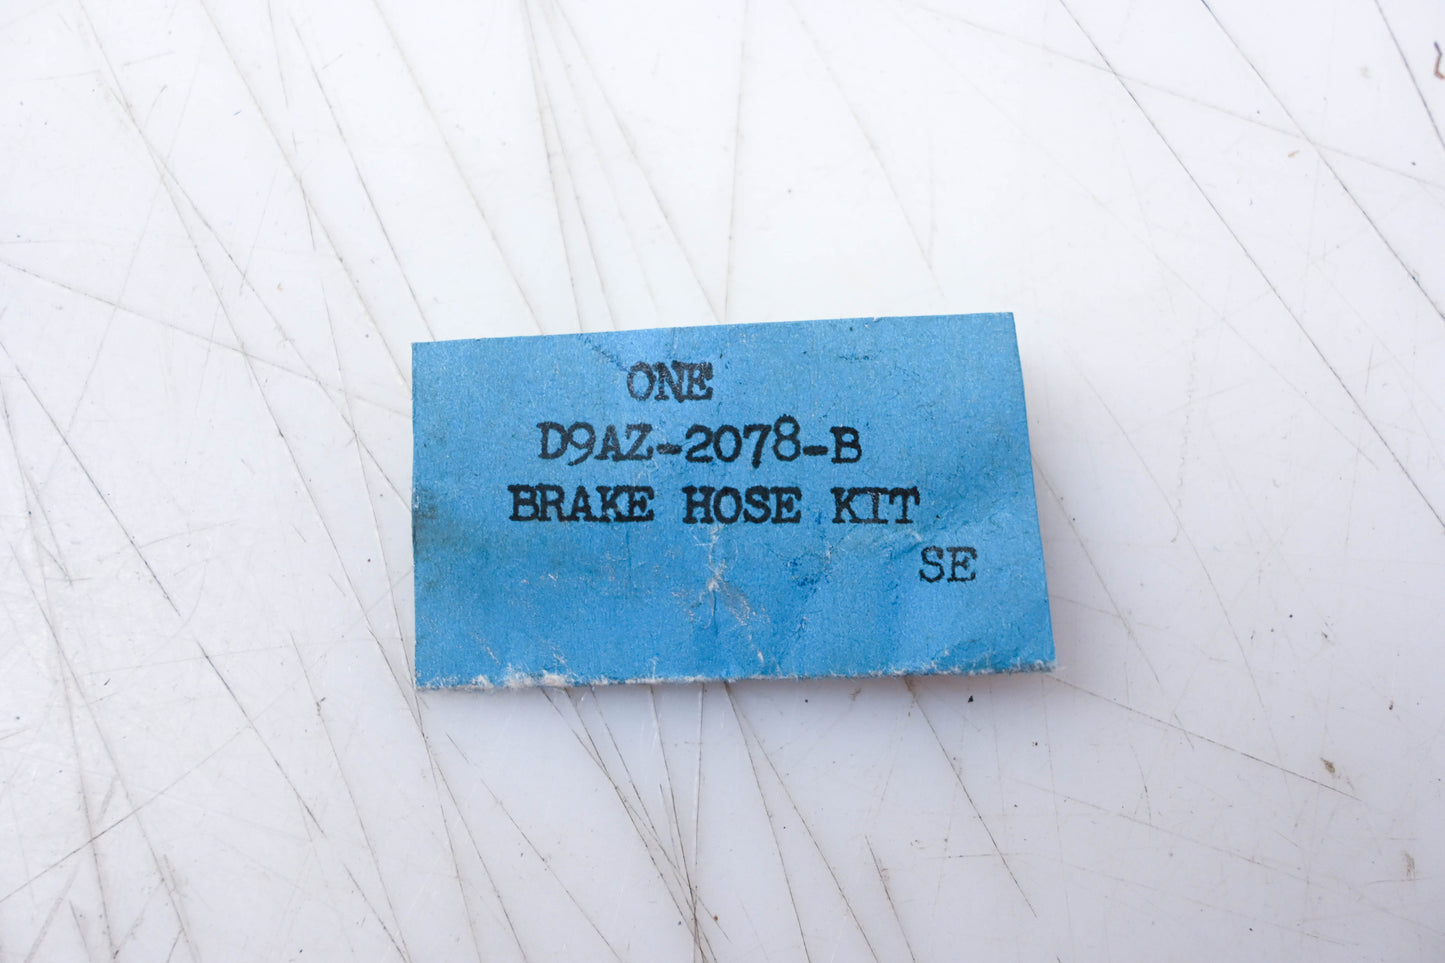 ONE
D9AZ-2078-B
BRAKE HOSE KIT
SE